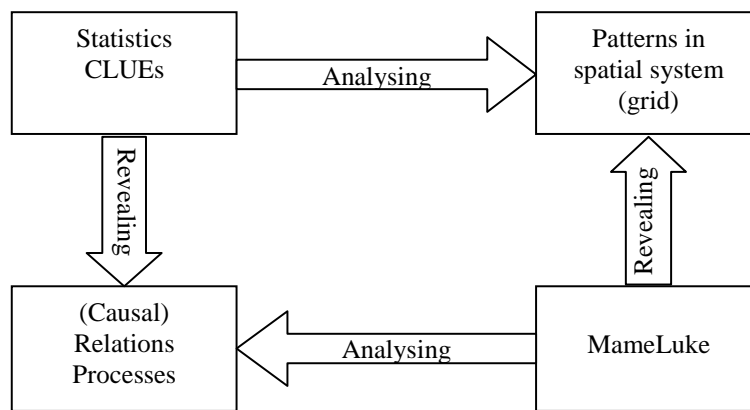 Statistics
CLUEs
Analysing
Patterns in
spatial system
(grid)
Revealing
Revealing
(Causal)
Relations
Processes
Analysing
MameLuke